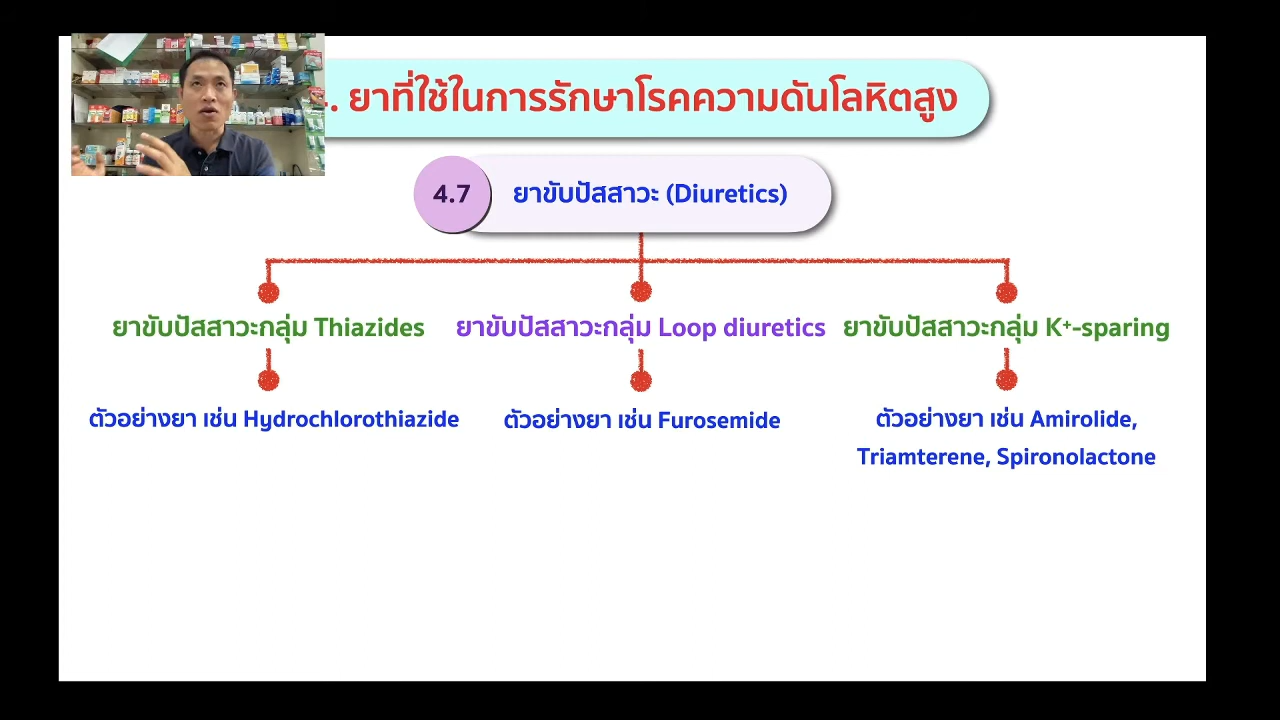 . ยาที่ใช้ในการรักษาโรคความดันโลหิตสูง
4.7 ยาขับปัสสาวะ (Diuretics)
ยาขับปัสสาวะกลุ่ม Thiazides
ยาขับปัสสาวะกลุ่ม Loop diuretics
ยาขับปัสสาวะกลุ่ม K⁺-sparing
ตัวอย่างยา เช่น Hydrochlorothiazide
ตัวอย่างยา เช่น Furosemide
ตัวอย่างยา เช่น Amirolide,
Triamterene, Spironolactone